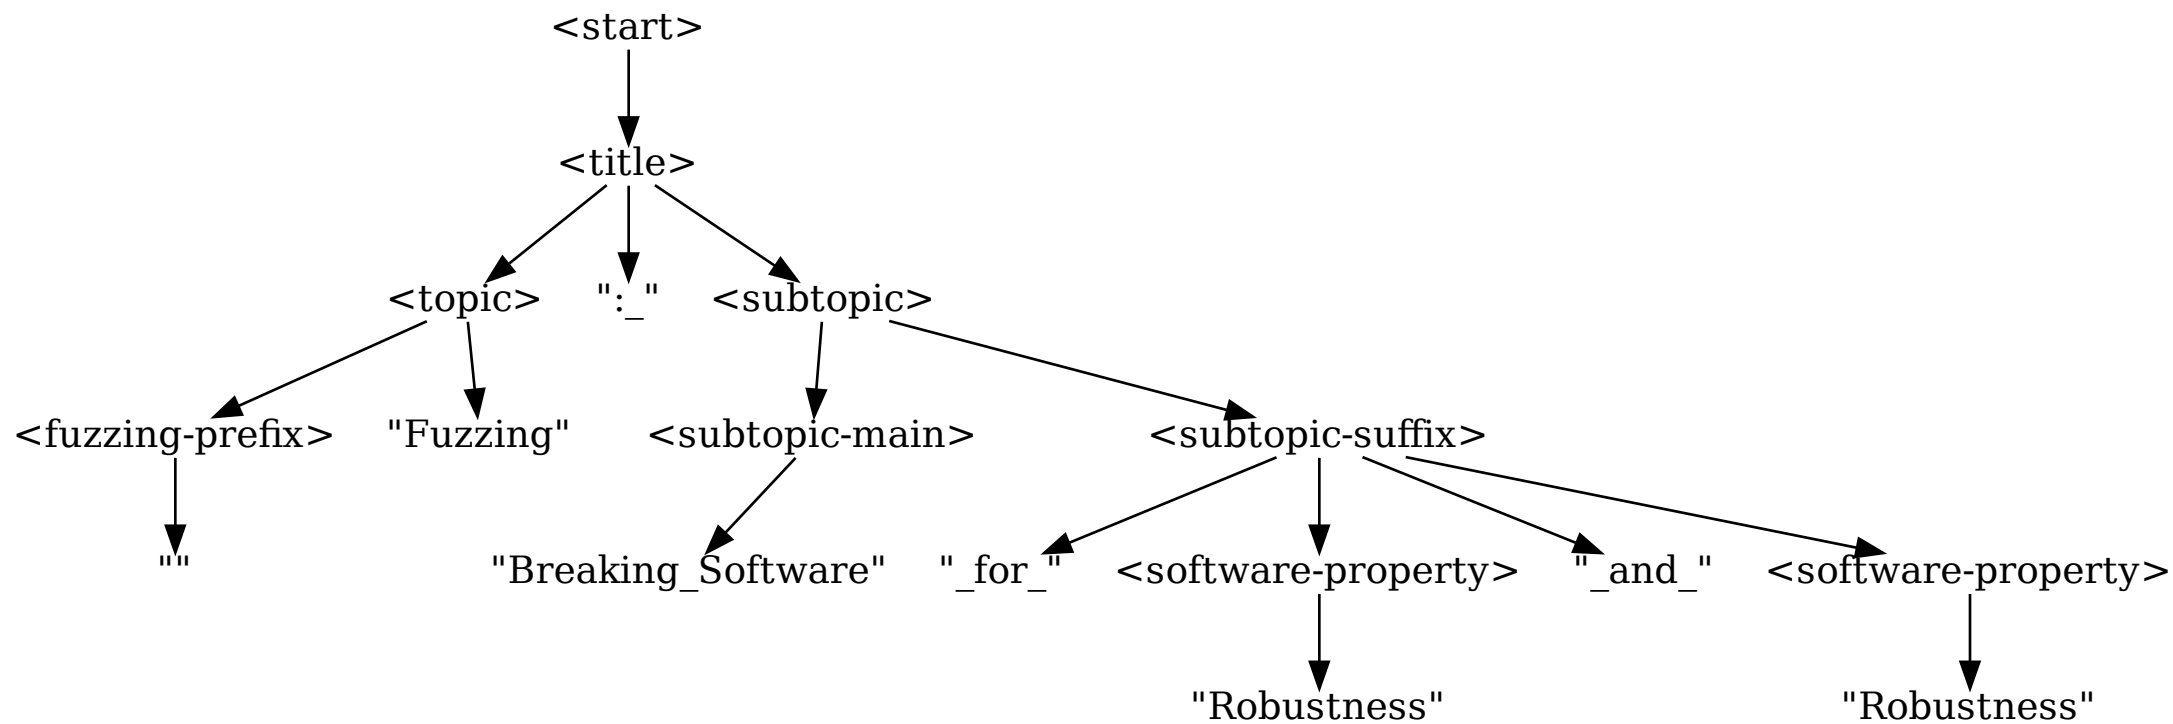 <start>
<title>
<topic> ":_" <subtopic>
<fuzzing-prefix> "Fuzzing" <subtopic-main> <subtopic-suffix>
"" "Breaking_Software" "_for_" <software-property> "_and_" <software-property>
"Robustness" "Robustness"